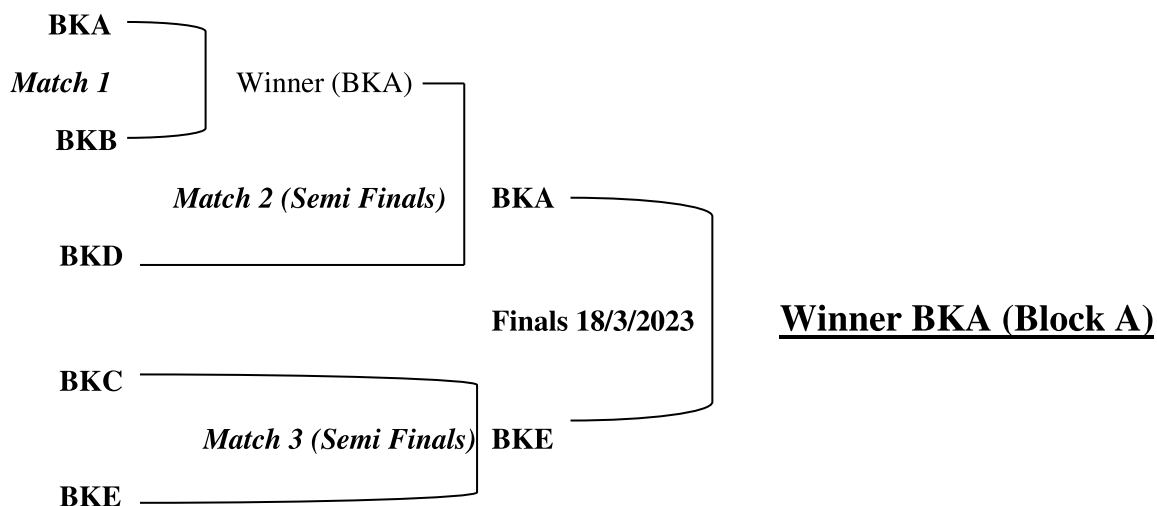 BKA
Match 1
Winner (BKA)
BKB
Match 2 (Semi Finals)
BKA
BKD
Finals 18/3/2023
Winner BKA (Block A)
BKC
Match 3 (Semi Finals)
BKE
BKE